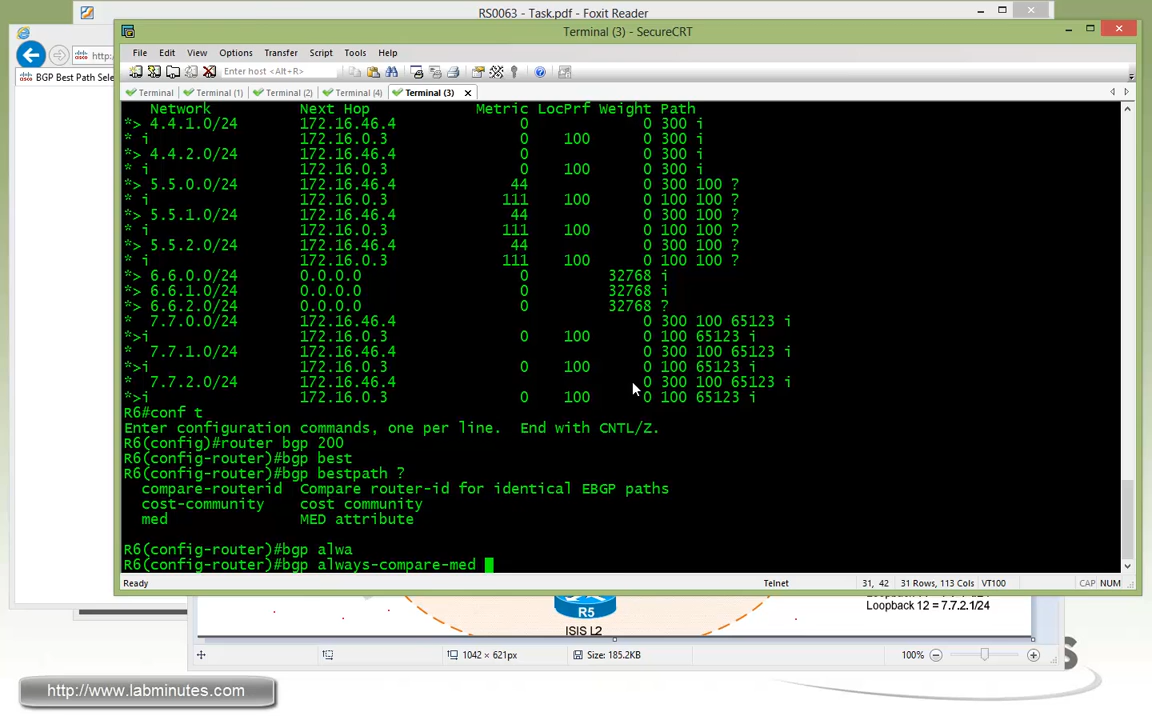 RS0063 - Task.pdf - Foxit Reader
Terminal (3) - SecureCRT
File Edit View Options Transfer Script Tools Help
http:
Enter host <Alt+R>
BGP Best Path Sele
Terminal Terminal (1) Terminal (2) Terminal (4) Terminal (3)
Network Next Hop Metric LocPrf Weight Path
*> 4.4.1.0/24 172.16.46.4 0 0 300 i
* i 172.16.0.3 0 100 0 300 i
*> 4.4.2.0/24 172.16.46.4 0 0 300 i
* i 172.16.0.3 0 100 0 300 i
*> 5.5.0.0/24 172.16.46.4 44 0 300 100 ?
* i 172.16.0.3 111 100 0 100 100 ?
*> 5.5.1.0/24 172.16.46.4 44 0 300 100 ?
* i 172.16.0.3 111 100 0 100 100 ?
*> 5.5.2.0/24 172.16.46.4 44 0 300 100 ?
* i 172.16.0.3 111 100 0 100 100 ?
*> 6.6.0.0/24 0.0.0.0 0 32768 i
*> 6.6.1.0/24 0.0.0.0 0 32768 i
*> 6.6.2.0/24 0.0.0.0 0 32768 ?
* 7.7.0.0/24 172.16.46.4 0 300 100 65123 i
*>i 172.16.0.3 0 100 0 100 65123 i
* 7.7.1.0/24 172.16.46.4 0 300 100 65123 i
*>i 172.16.0.3 0 100 0 100 65123 i
* 7.7.2.0/24 172.16.46.4 0 300 100 65123 i
*>i 172.16.0.3 0 100 0 100 65123 i
R6#conf t
Enter configuration commands, one per line. End with CNTL/Z.
R6(config)#router bgp 200
R6(config-router)#bgp best
R6(config-router)#bgp bestpath ?
compare-routerid Compare router-id for identical EBGP paths
cost-community cost community
med MED attribute
R6(config-router)#bgp alwa
R6(config-router)#bgp always-compare-med
Ready Telnet 31, 42 31 Rows, 113 Cols VT100 CAP NUM
Loopback 12 = 7.7.2.1/24
R5
ISIS L2
1042 × 621px Size: 185.2KB 100%
http://www.labminutes.com